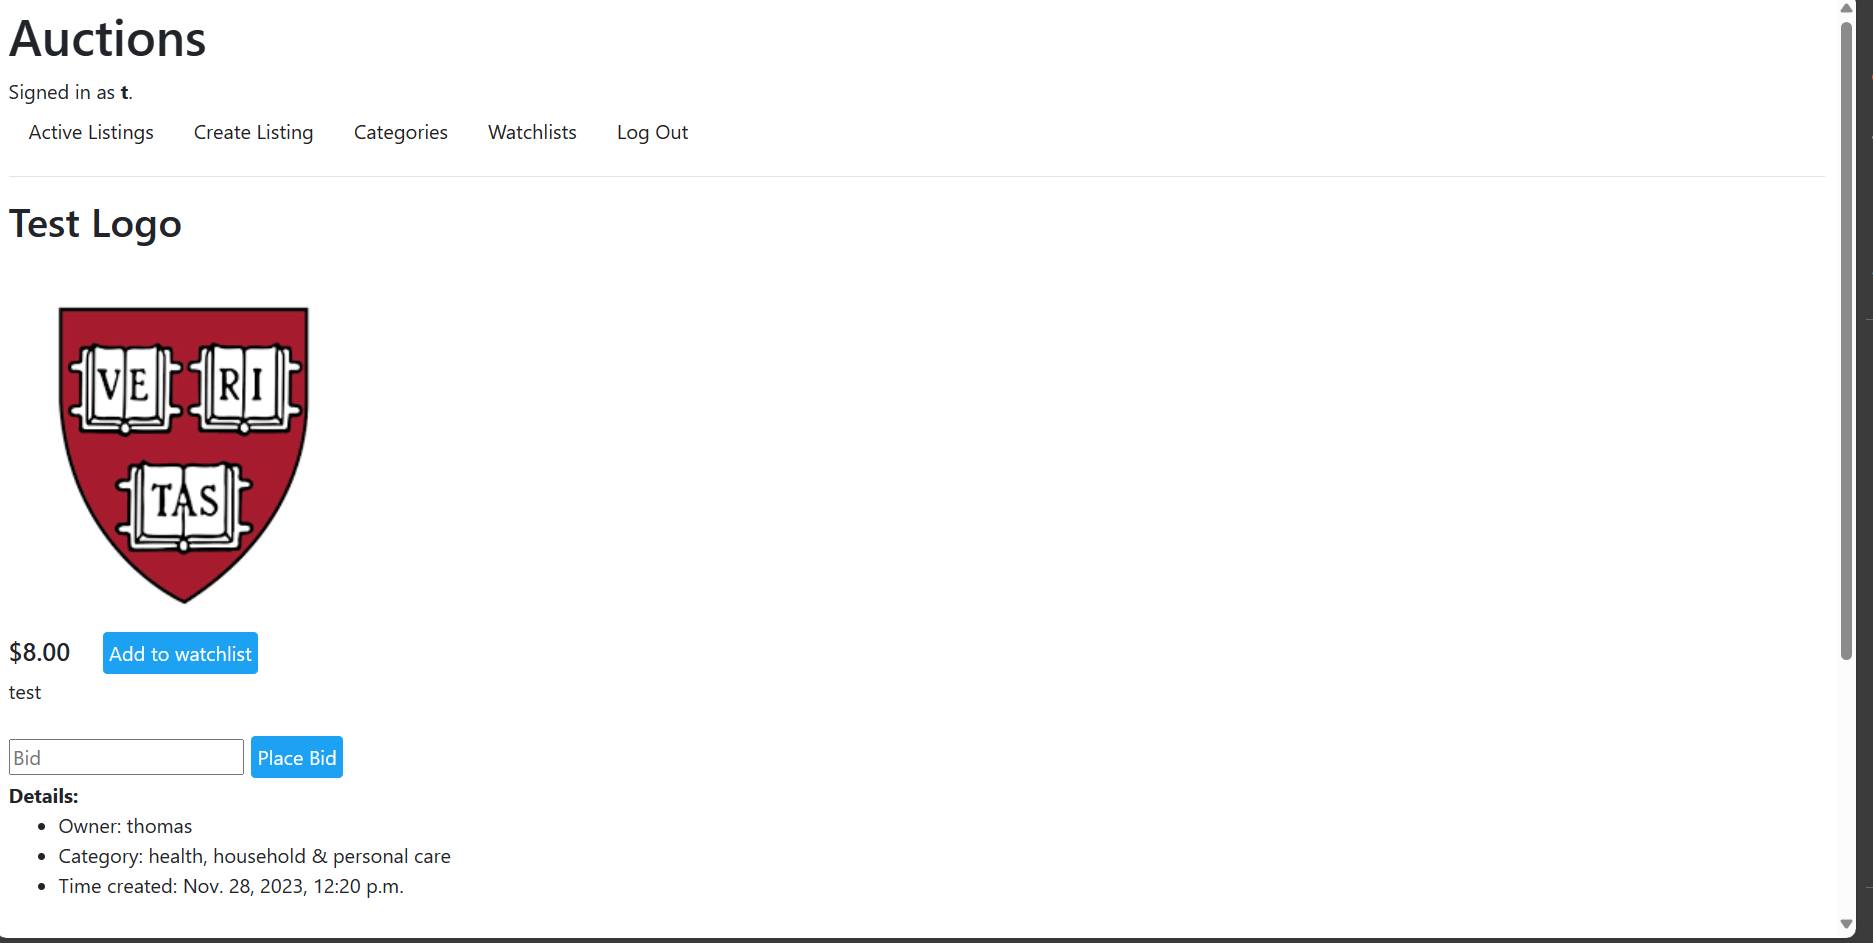 Auctions
Signed in as t.
Active Listings Create Listing Categories Watchlists Log Out
Test Logo
VE RI
TAS
$8.00 Add to watchlist
test
Bid Place Bid
Details:
Owner: thomas
Category: health, household & personal care
Time created: Nov. 28, 2023, 12:20 p.m.